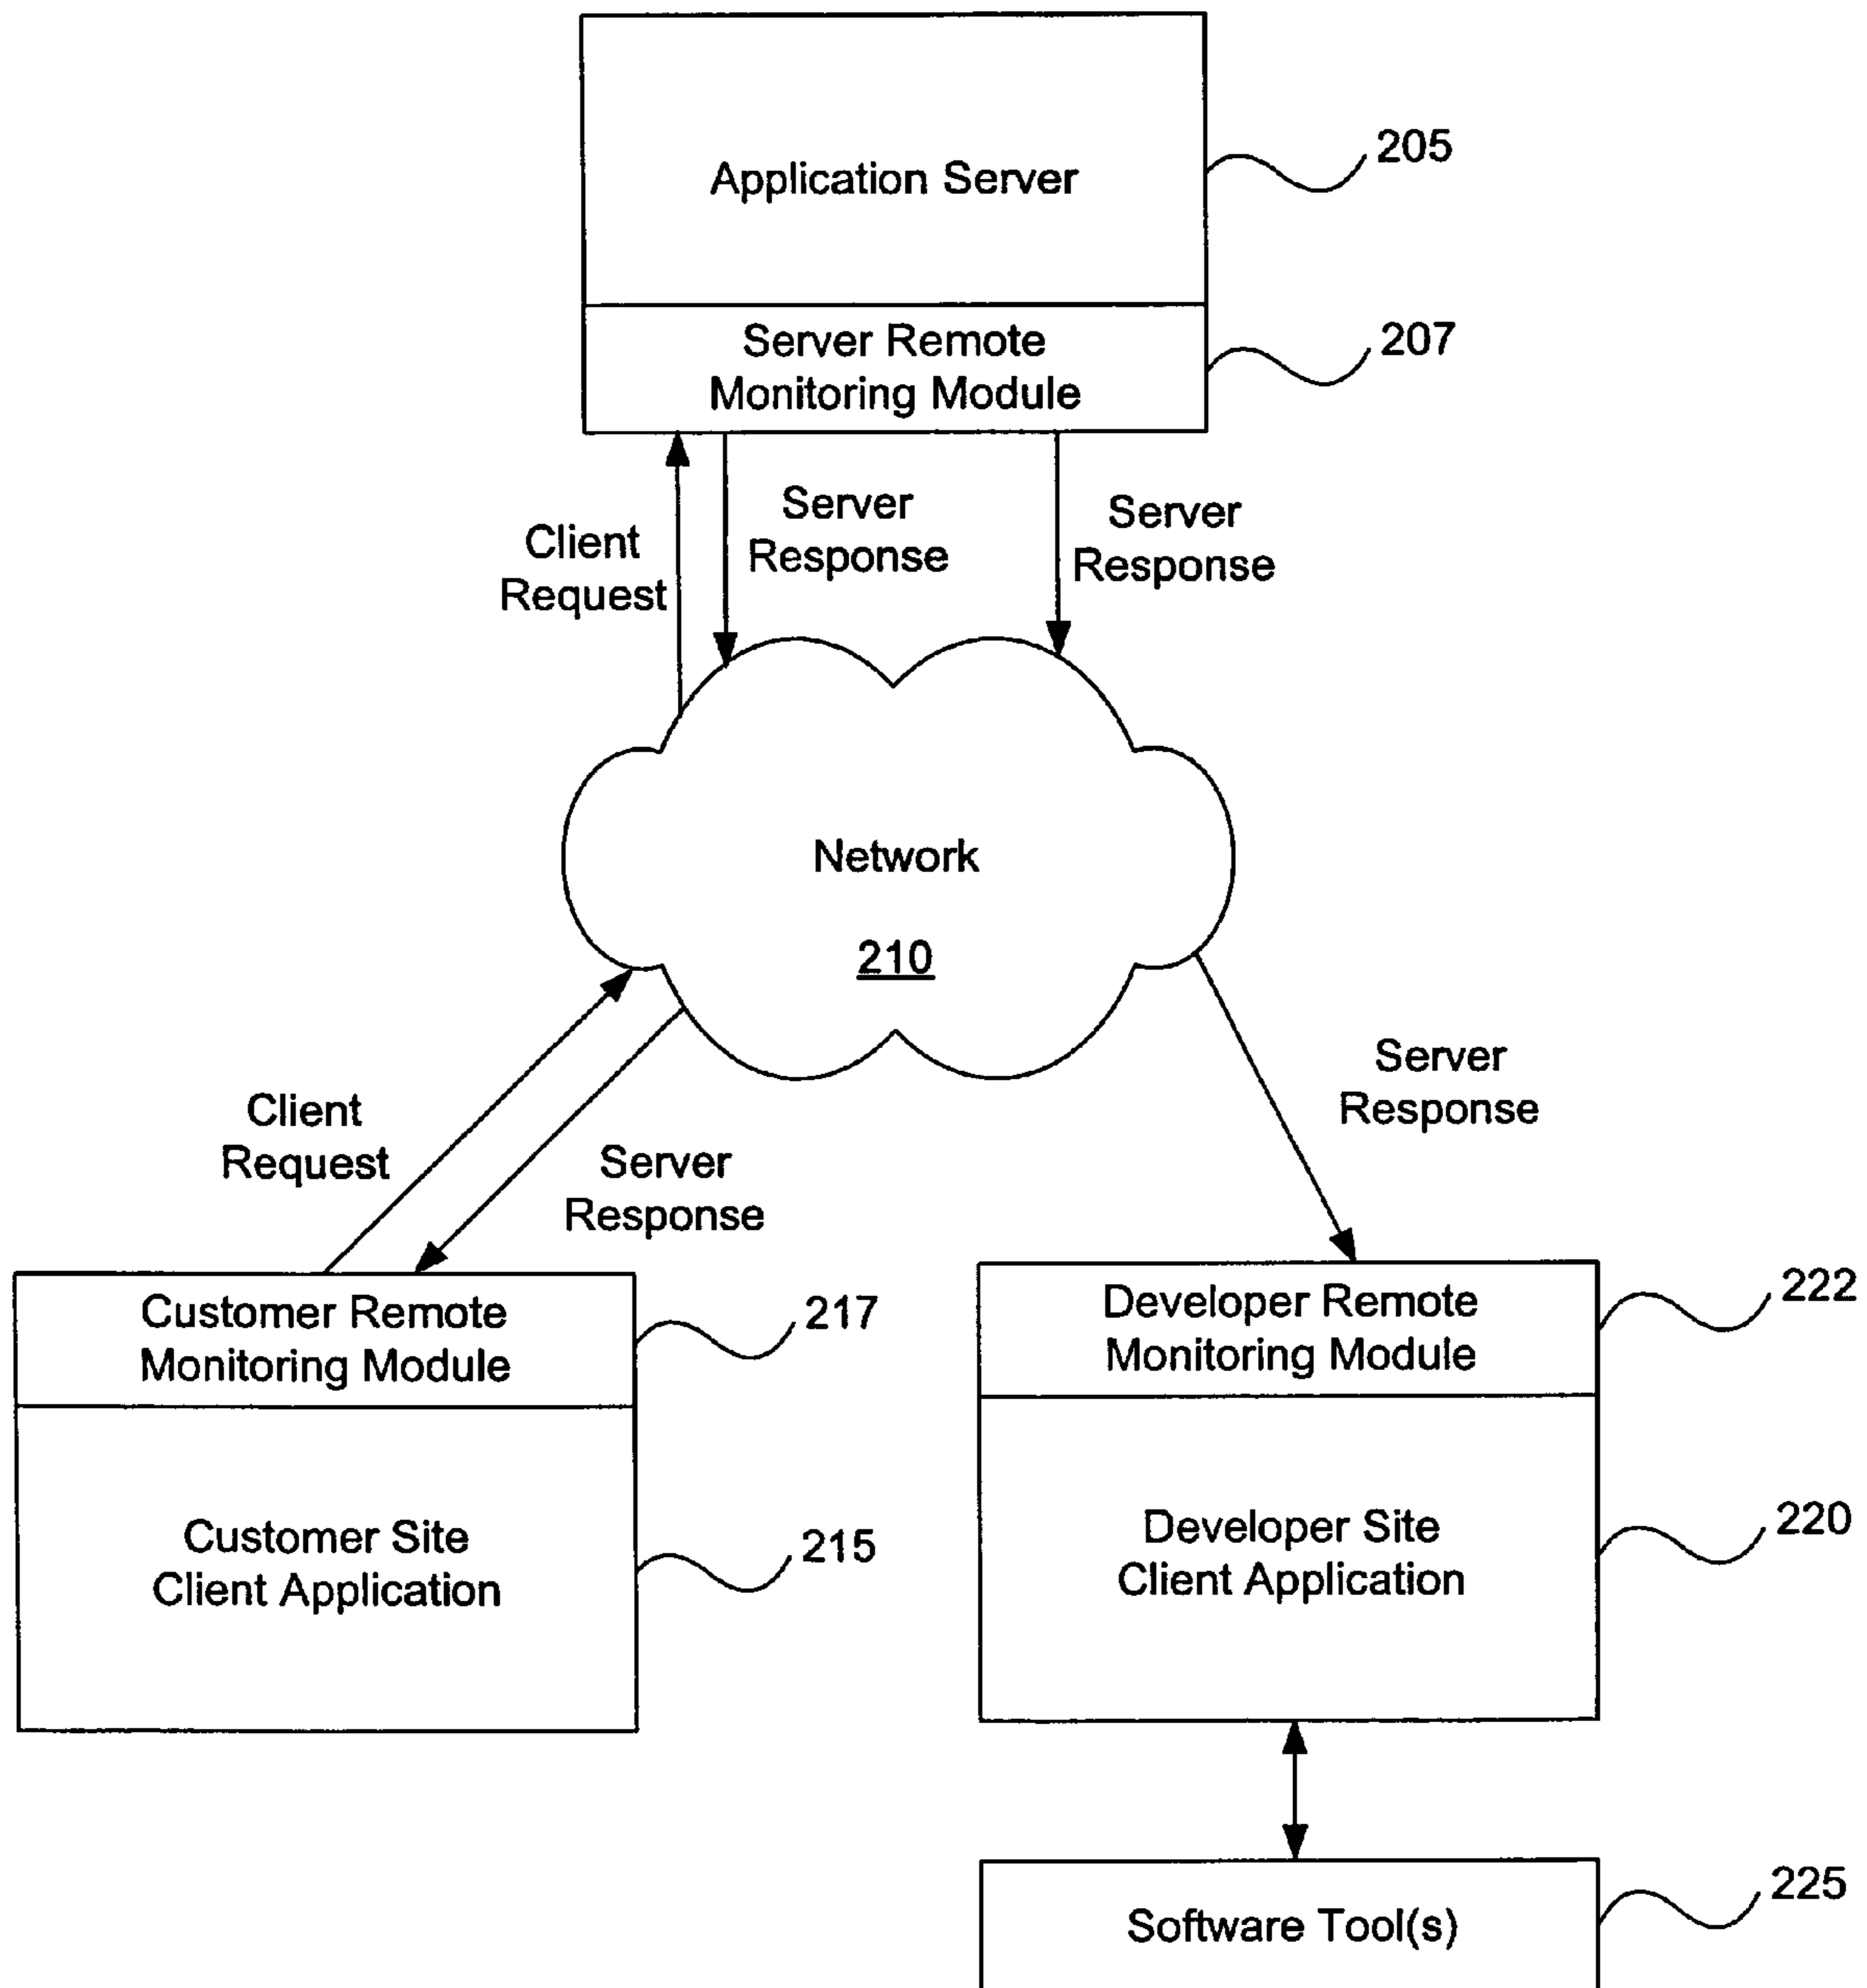 Application Server
205
Server Remote
Monitoring Module
207
Client
Request
Server
Response
Server
Response
Network
210
Client
Request
Server
Response
Server
Response
Customer Remote
Monitoring Module
217
Customer Site
Client Application
215
Developer Remote
Monitoring Module
222
Developer Site
Client Application
220
Software Tool(s)
225